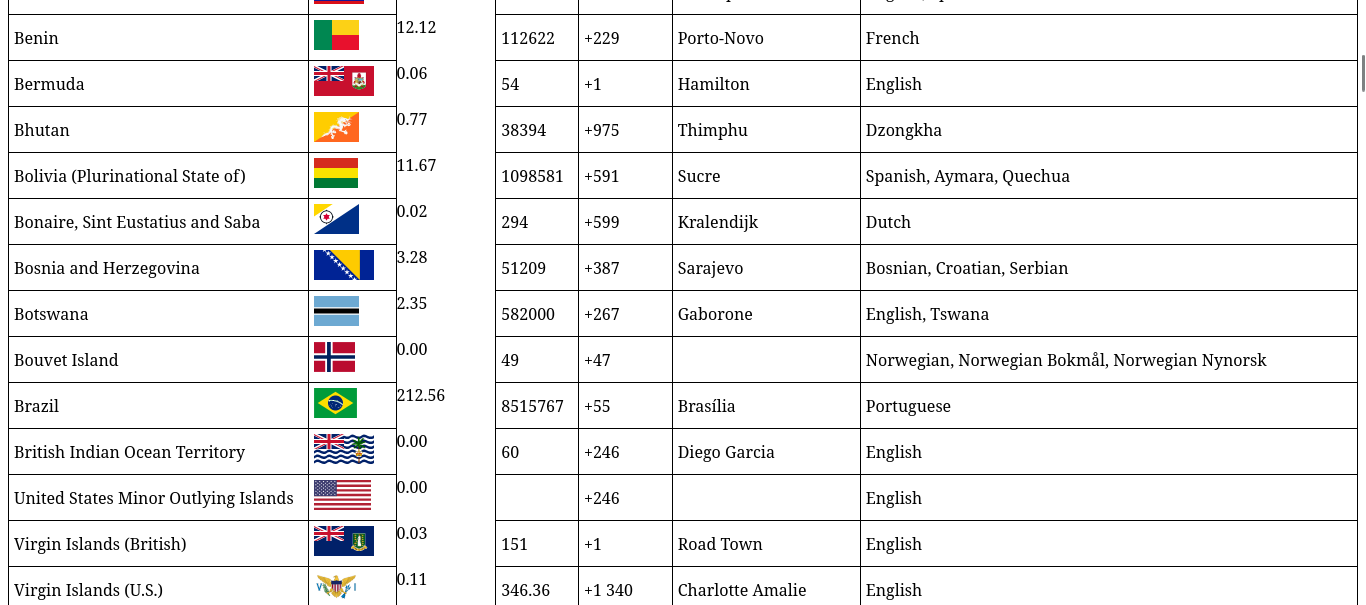 Benin 12.12 112622 +229 Porto-Novo French
Bermuda 0.06 54 +1 Hamilton English
Bhutan 0.77 38394 +975 Thimphu Dzongkha
Bolivia (Plurinational State of) 11.67 1098581 +591 Sucre Spanish, Aymara, Quechua
Bonaire, Sint Eustatius and Saba 0.02 294 +599 Kralendijk Dutch
Bosnia and Herzegovina 3.28 51209 +387 Sarajevo Bosnian, Croatian, Serbian
Botswana 2.35 582000 +267 Gaborone English, Tswana
Bouvet Island 0.00 49 +47 Norwegian, Norwegian Bokmål, Norwegian Nynorsk
Brazil 212.56 8515767 +55 Brasília Portuguese
British Indian Ocean Territory 0.00 60 +246 Diego Garcia English
United States Minor Outlying Islands 0.00 +246 English
Virgin Islands (British) 0.03 151 +1 Road Town English
Virgin Islands (U.S.) 0.11 346.36 +1 340 Charlotte Amalie English